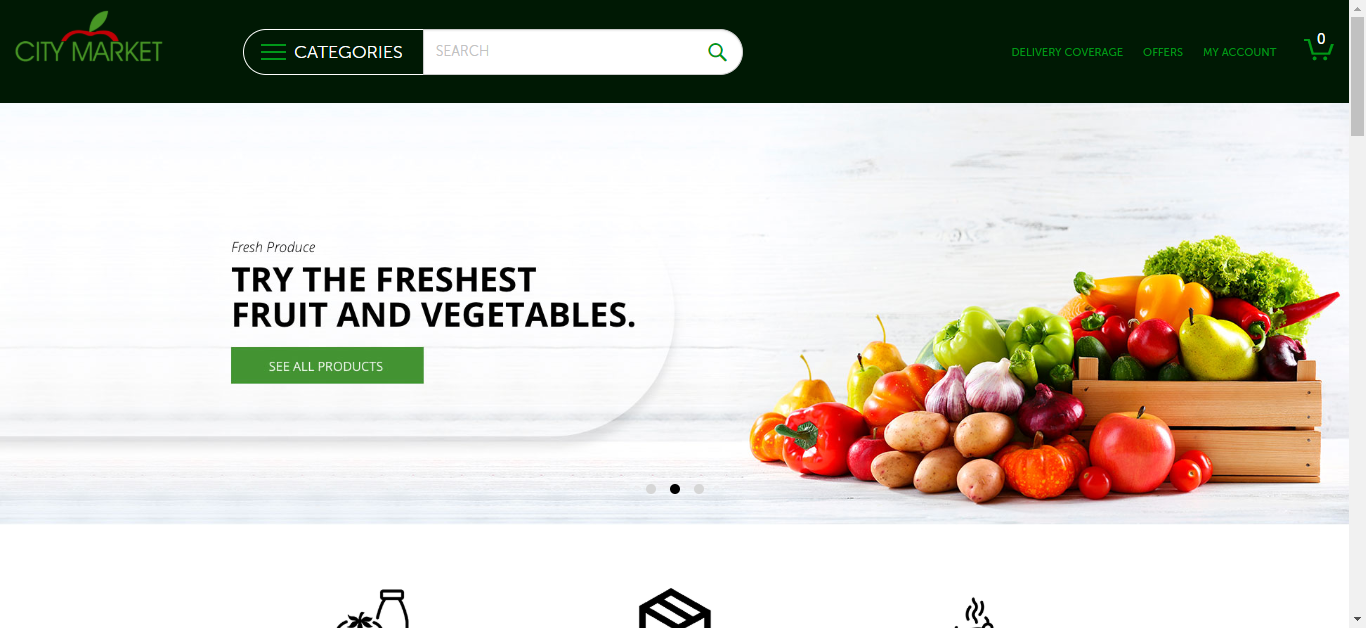 CITY MARKET
CATEGORIES
SEARCH
DELIVERY COVERAGE
OFFERS
MY ACCOUNT
0
Fresh Produce
TRY THE FRESHEST
FRUIT AND VEGETABLES.
SEE ALL PRODUCTS